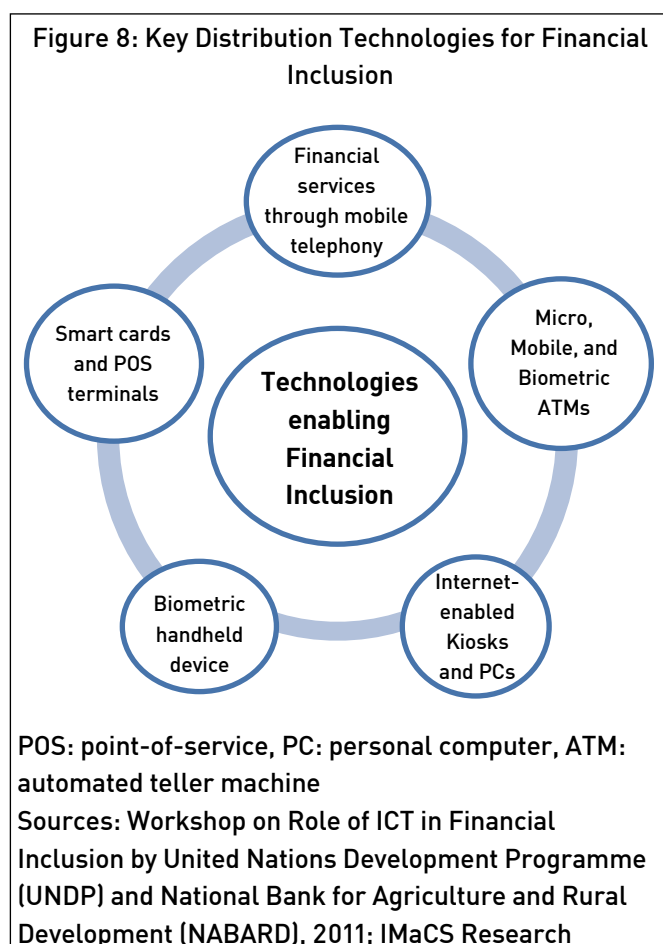 Figure 8: Key Distribution Technologies for Financial
Inclusion
Financial
services
through mobile
telephony
Micro,
Mobile, and
Biometric
ATMs
Internet-
enabled
Kiosks
and PCs
Biometric
handheld
device
Smart cards
and POS
terminals
Technologies
enabling
Financial
Inclusion
POS: point-of-service, PC: personal computer, ATM:
automated teller machine
Sources: Workshop on Role of ICT in Financial
Inclusion by United Nations Development Programme
(UNDP) and National Bank for Agriculture and Rural
Development (NABARD), 2011; IMaCS Research